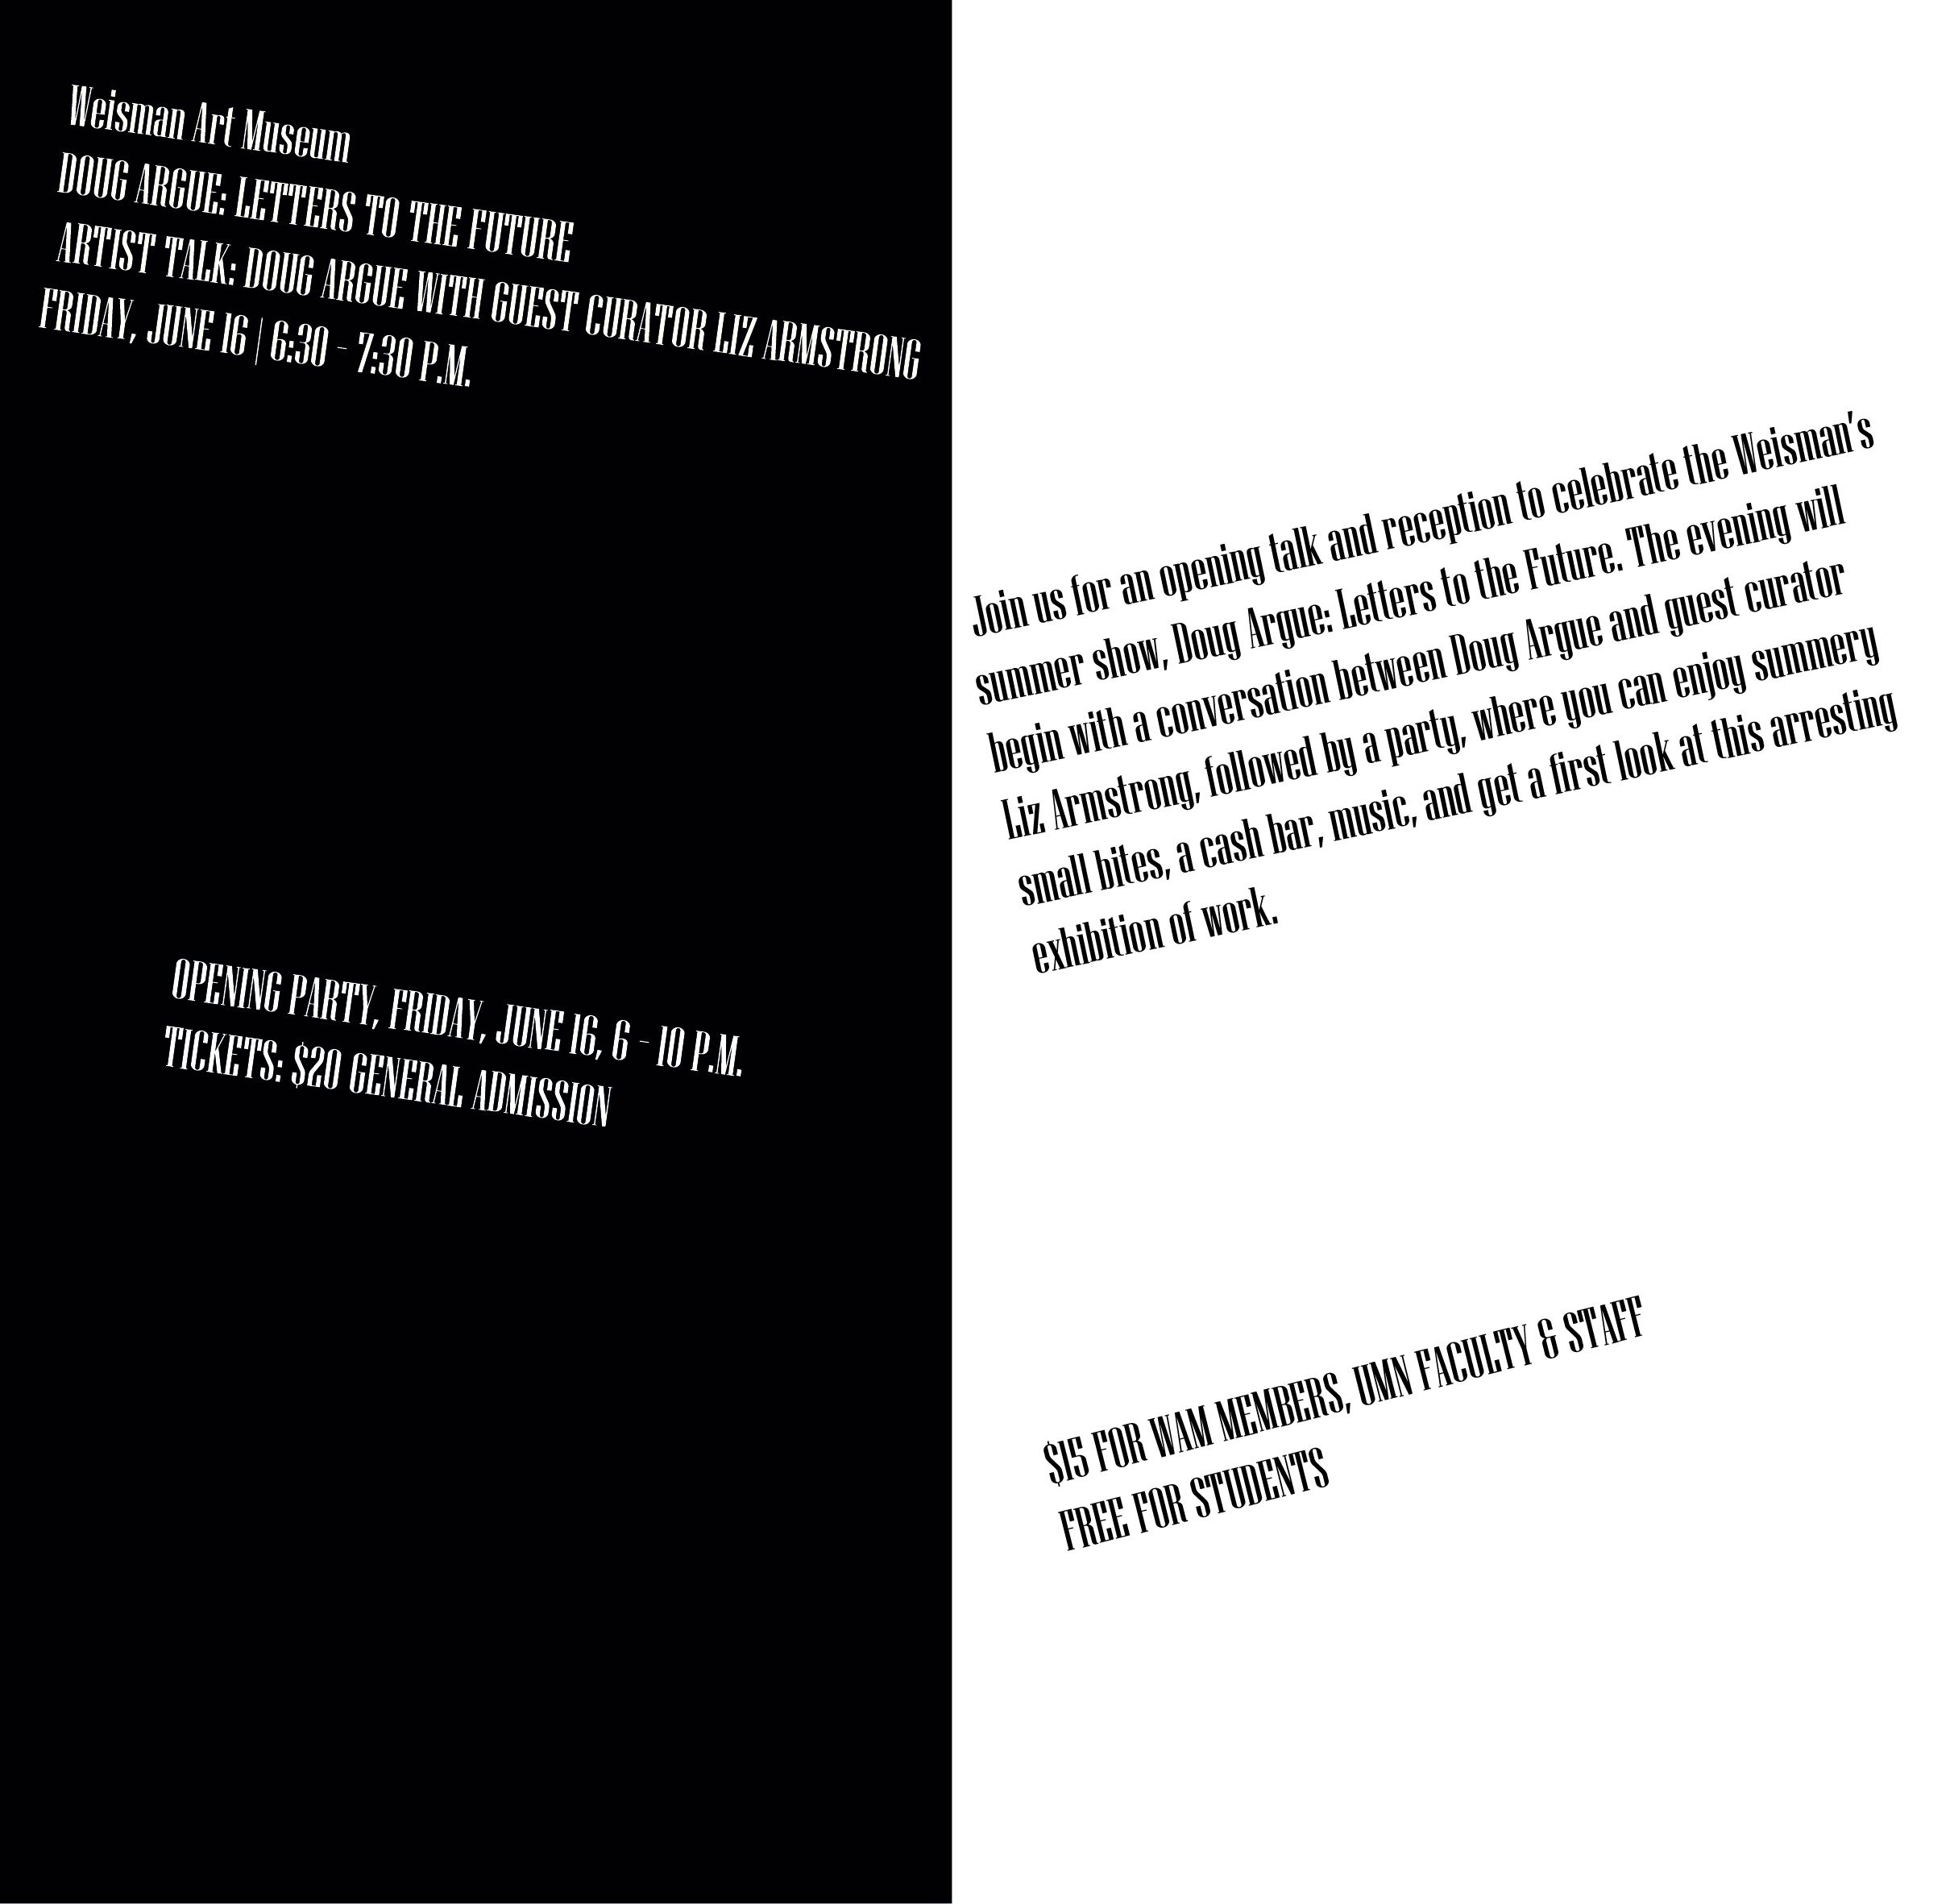 Weisman Art Museum
DOUG ARGUE: LETTERS TO THE FUTURE
ARTIST TALK: DOUG ARGUE WITH GUEST CURATOR LIZ ARMSTRONG
FRIDAY, JUNE 16 | 6:30 - 7:30 P.M.
OPENING PARTY, FRIDAY, JUNE 16, 6 - 10 P.M.
TICKETS: $20 GENERAL ADMISSION
Join us for an opening talk and reception to celebrate the Weisman's
summer show, Doug Argue: Letters to the Future. The evening will
begin with a conversation between Doug Argue and guest curator
Liz Armstrong, followed by a party, where you can enjoy summery
small bites, a cash bar, music, and get a first look at this arresting
exhibition of work.
$15 FOR WAM MEMBERS, UMN FACULTY & STAFF
FREE FOR STUDENTS